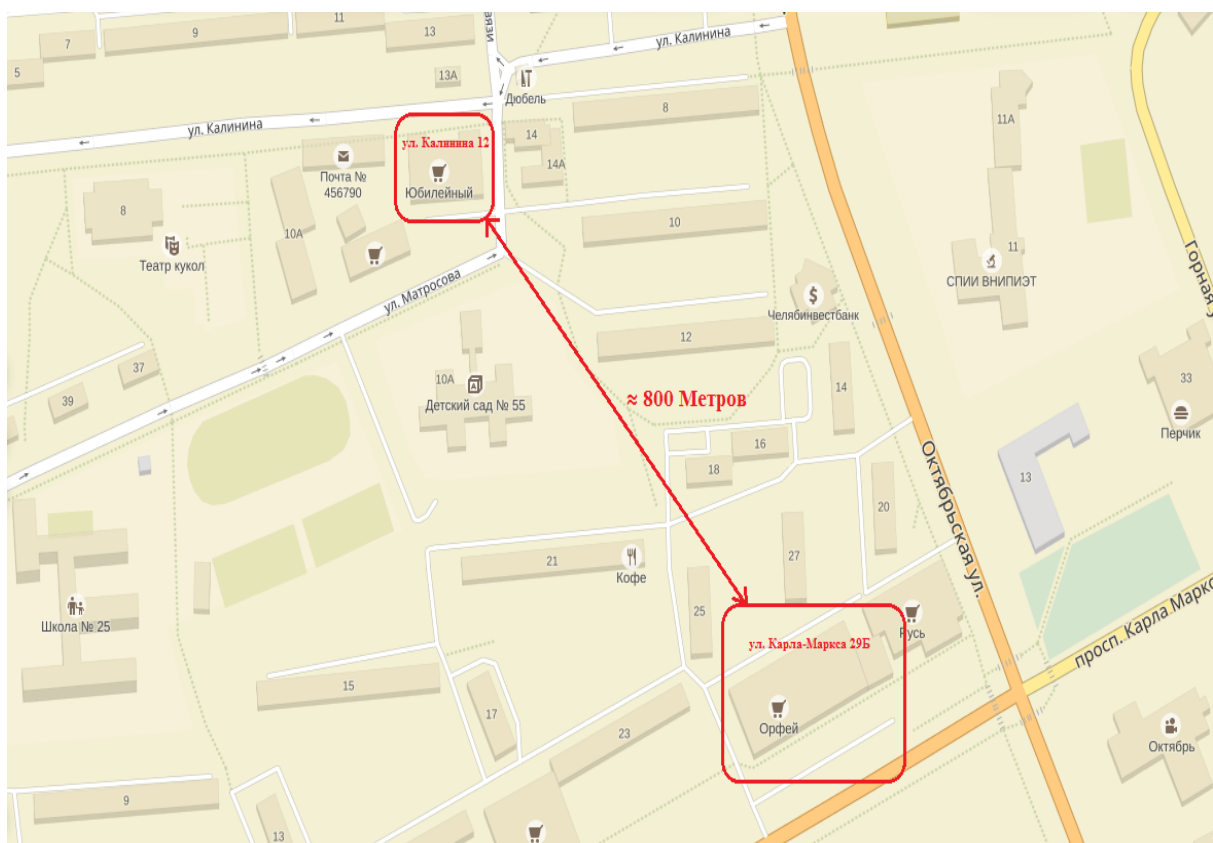 7
9
11
13
5
13А
вязи
ул. Калинина
Дюбель
ул. Калинина
8
11А
ул. Калинина 12
14
14А
Почта №
456790
Юбилейный
8
10А
10
11
Театр кукол
СПИИ ВНИПИЭТ
Горная у
ул. Матросова
Челябинвестбанк
12
37
39
10А
Детский сад № 55
≈ 800 Метров
14
33
Перчик
16
18
13
Октябрьская ул.
20
21
Кофе
27
25
Школа № 25
Русь
просп. Карла Маркс
ул. Карла-Маркса 29Б
15
17
23
Орфей
Октябрь
9
13